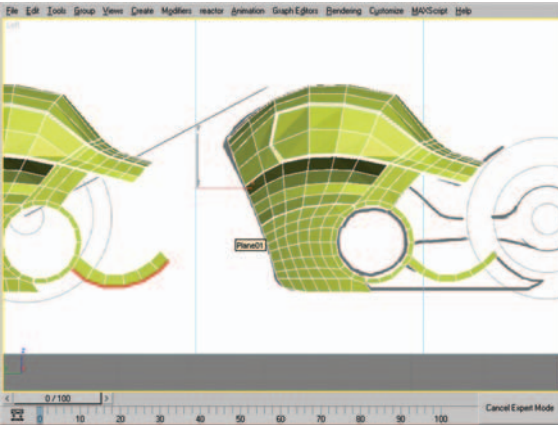 File Edit Tools Group Views Create Modifiers reactor Animation Graph Editors Rendering Customize MAXScript Help
Left
Plane01
z
< 0 / 100 >
0 10 20 30 40 50 60 70 80 90 100
Cancel Expert Mode